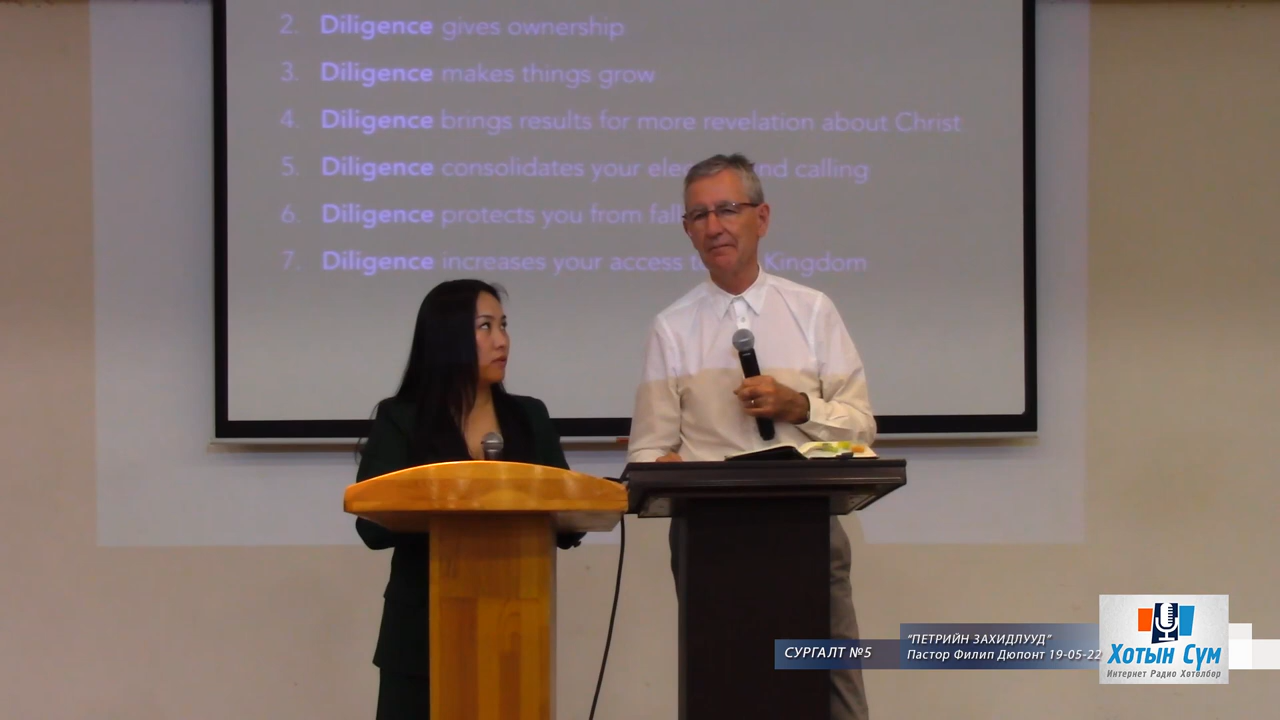 2. Diligence gives ownership
3. Diligence makes things grow
4. Diligence brings results for more revelation about Christ
5. Diligence consolidates your and calling
6. Diligence protects you from
7. Diligence increases your access Kingdom
СУРГАЛТ №5
"ПЕТРИЙН ЗАХИДЛУУД"
Пастор Филип Дюпонт 19-05-22
Хотын Сүм
Интернет Радио Хөтөлбөр